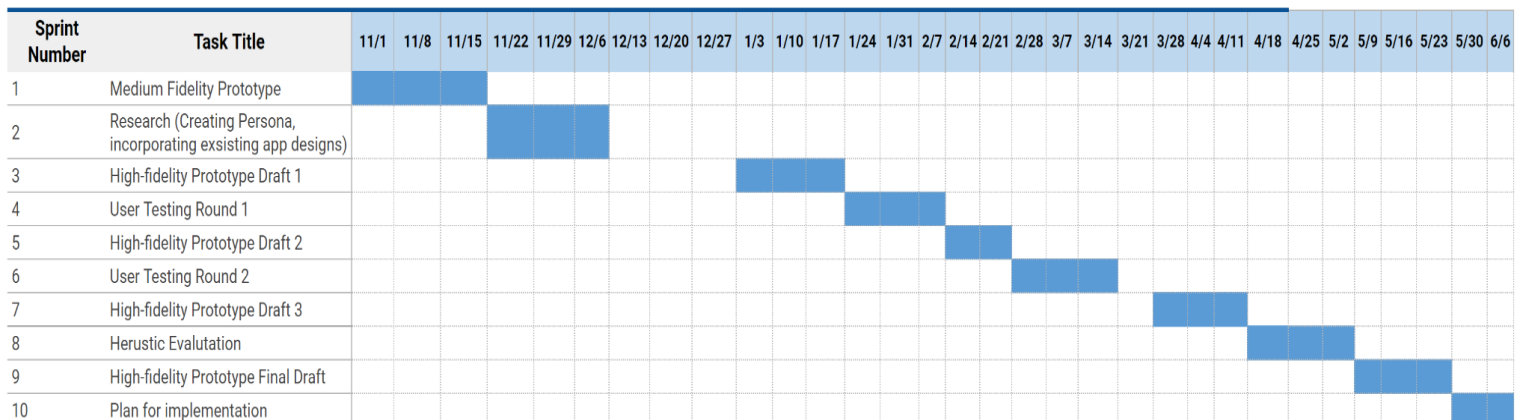 Sprint Number Task Title 11/1 11/8 11/15 11/22 11/29 12/6 12/13 12/20 12/27 1/3 1/10 1/17 1/24 1/31 2/7 2/14 2/21 2/28 3/7 3/14 3/21 3/28 4/4 4/11 4/18 4/25 5/2 5/9 5/16 5/23 5/30 6/6
1 Medium Fidelity Prototype
2 Research (Creating Persona,
incorporating exsisting app designs)
3 High-fidelity Prototype Draft 1
4 User Testing Round 1
5 High-fidelity Prototype Draft 2
6 User Testing Round 2
7 High-fidelity Prototype Draft 3
8 Herustic Evalutation
9 High-fidelity Prototype Final Draft
10 Plan for implementation